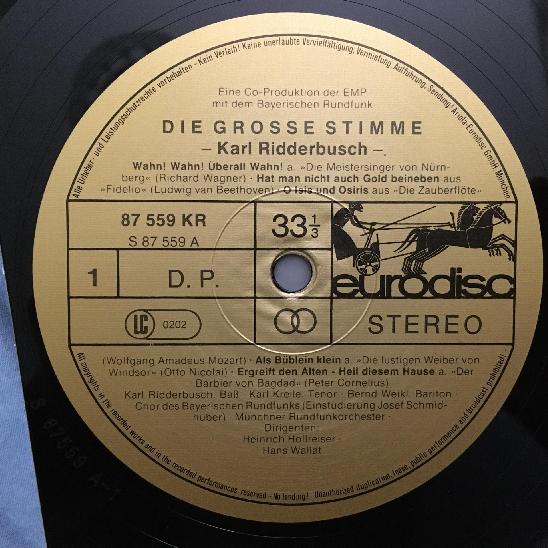 Alle Urheber- und Leistungsschutzrechte vorbehalten - Kein Verleih! Keine unerlaubte Vervielfältigung, Vermietung, Aufführung, Sendung! Ariola-Eurodisc GmbH, München
Eine Co-Produktion der EMP
mit dem Bayerischen Rundfunk
DIE GROSSE STIMME
– Karl Ridderbusch –
Wahn! Wahn! Überall Wahn! a. »Die Meistersinger von Nürn-
berg« (Richard Wagner) · Hat man nicht auch Gold beineben aus
»Fidelio« (Ludwig van Beethoven) · O Isis und Osiris aus »Die Zauberflöte«
87 559 KR
S 87 559 A
33 1/3
eurodisc
1
D. P.
LC 0202
STEREO
(Wolfgang Amadeus Mozart) · Als Büblein klein a. »Die lustigen Weiber von
Windsor« (Otto Nicolai) · Ergreift den Alten - Heil diesem Hause a. »Der
Barbier von Bagdad« (Peter Cornelius)
Karl Ridderbusch, Baß · Karl Kreile, Tenor · Bernd Weikl, Bariton
Chor des Bayerischen Rundfunks (Einstudierung Josef Schmid-
huber) · Münchner Rundfunkorchester ·
Dirigenten:
Heinrich Hollreiser ·
Hans Wallat
All copyrights in the recorded works and in the recorded performances reserved - No lending! Unauthorized duplication, lease, public performance and broadcast prohibited!